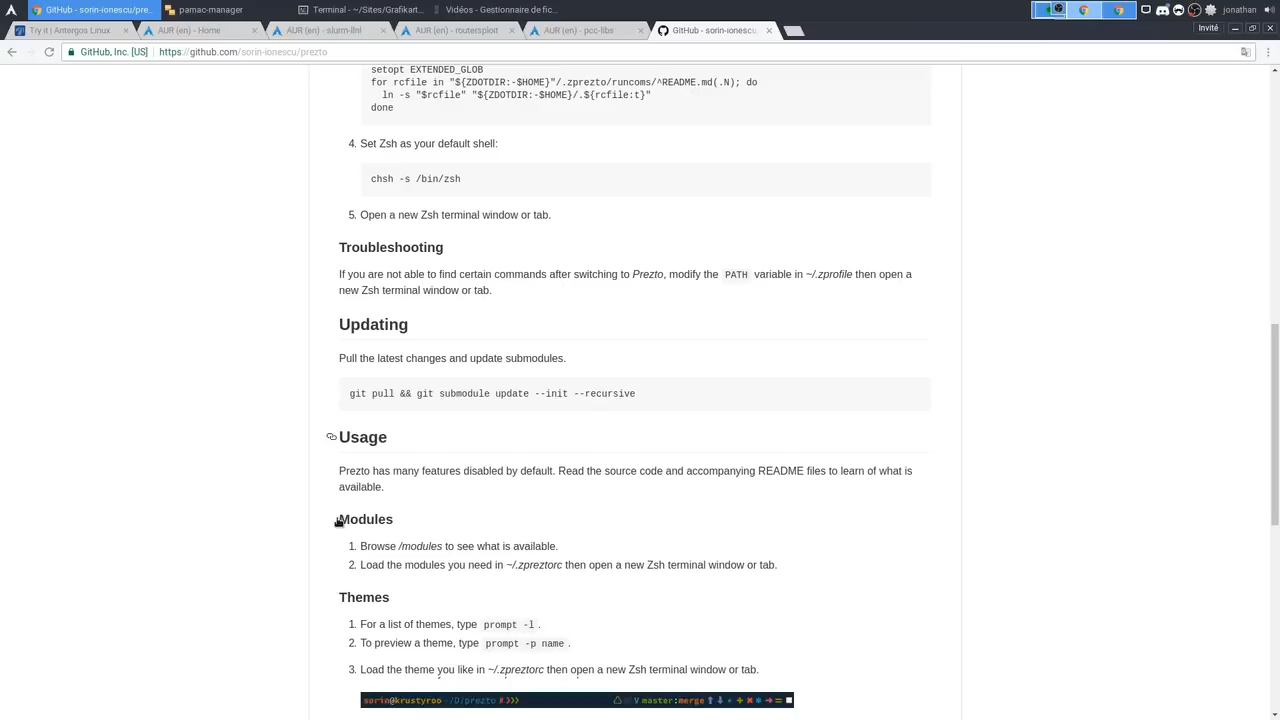 GitHub - sorin-ionescu/pre...
pamac-manager
Terminal - ~/Sites/Grafikart...
Vidéos - Gestionnaire de fic...
jonathan
Try it | Antergos Linux
AUR (en) - Home
AUR (en) - slurm-llnl
AUR (en) - routersploit
AUR (en) - pcc-libs
GitHub - sorin-ionescu/
Invité
GitHub, Inc. [US]
https://github.com/sorin-ionescu/prezto
setopt EXTENDED_GLOB
for rcfile in "${ZDOTDIR:-$HOME}"/.zprezto/runcoms/^README.md(.N); do
ln -s "$rcfile" "${ZDOTDIR:-$HOME}/.${rcfile:t}"
done
4. Set Zsh as your default shell:
chsh -s /bin/zsh
5. Open a new Zsh terminal window or tab.
Troubleshooting
If you are not able to find certain commands after switching to Prezto, modify the PATH variable in ~/.zprofile then open a
new Zsh terminal window or tab.
Updating
Pull the latest changes and update submodules.
git pull && git submodule update --init --recursive
Usage
Prezto has many features disabled by default. Read the source code and accompanying README files to learn of what is
available.
Modules
1. Browse /modules to see what is available.
2. Load the modules you need in ~/.zpreztorc then open a new Zsh terminal window or tab.
Themes
1. For a list of themes, type prompt -l .
2. To preview a theme, type prompt -p name .
3. Load the theme you like in ~/.zpreztorc then open a new Zsh terminal window or tab.
sorin@krustyroo ~/D/prezto # ❯❯❯ V master:merge ⬆ ⬇